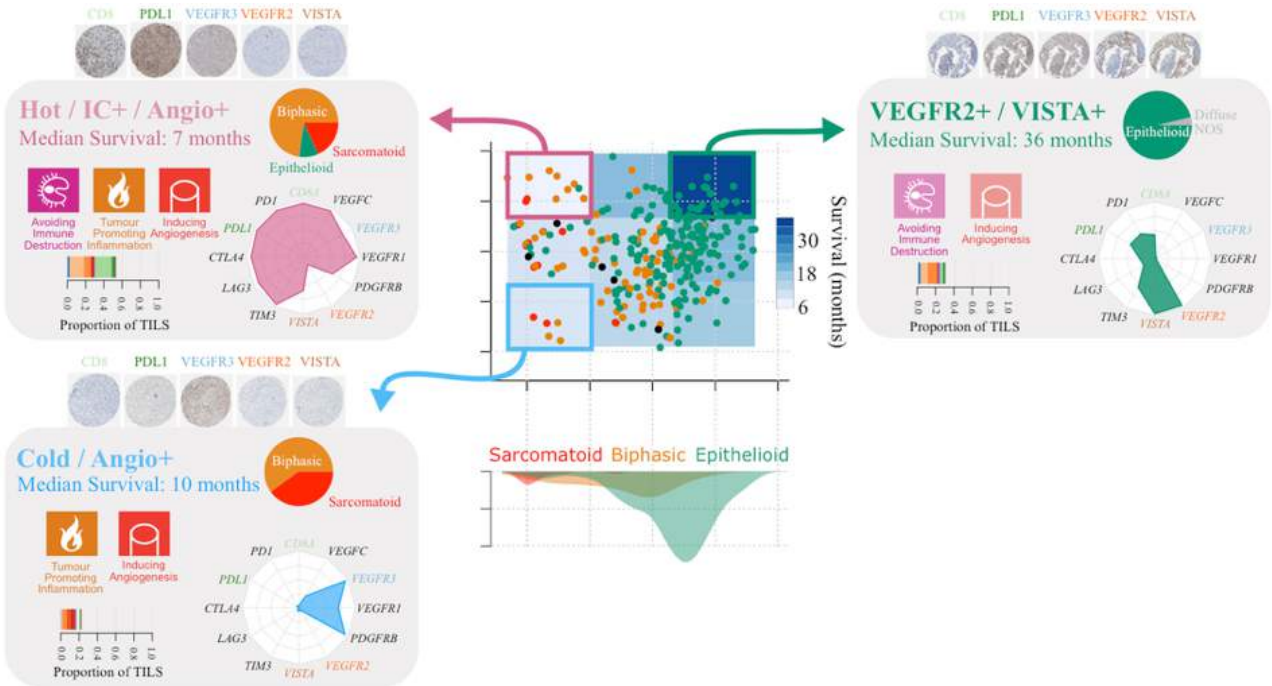 CD8 PDL1 VEGFR3 VEGFR2 VISTA
Hot / IC+ / Angio+
Median Survival: 7 months
Biphasic
Sarcomatoid
Epithelioid
Avoiding
Immune
Destruction
Tumour
Promoting
Inflammation
Inducing
Angiogenesis
0.0 0.2 0.4 0.6 0.8 1.0
Proportion of TILS
CD8A
VEGFC
VEGFR3
VEGFR1
PDGFRB
VEGFR2
VISTA
TIM3
LAG3
CTLA4
PDL1
PD1
CD8 PDL1 VEGFR3 VEGFR2 VISTA
VEGFR2+ / VISTA+
Median Survival: 36 months
Epithelioid
Diffuse
NOS
Avoiding
Immune
Destruction
Inducing
Angiogenesis
0.0 0.2 0.4 0.6 0.8 1.0
Proportion of TILS
CD8A
VEGFC
VEGFR3
VEGFR1
PDGFRB
VEGFR2
VISTA
TIM3
LAG3
CTLA4
PDL1
PD1
30
18
6
Survival (months)
Sarcomatoid Biphasic Epithelioid
CD8 PDL1 VEGFR3 VEGFR2 VISTA
Cold / Angio+
Median Survival: 10 months
Biphasic
Sarcomatoid
Tumour
Promoting
Inflammation
Inducing
Angiogenesis
0.0 0.2 0.4 0.6 0.8 1.0
Proportion of TILS
CD8A
VEGFC
VEGFR3
VEGFR1
PDGFRB
VEGFR2
VISTA
TIM3
LAG3
CTLA4
PDL1
PD1